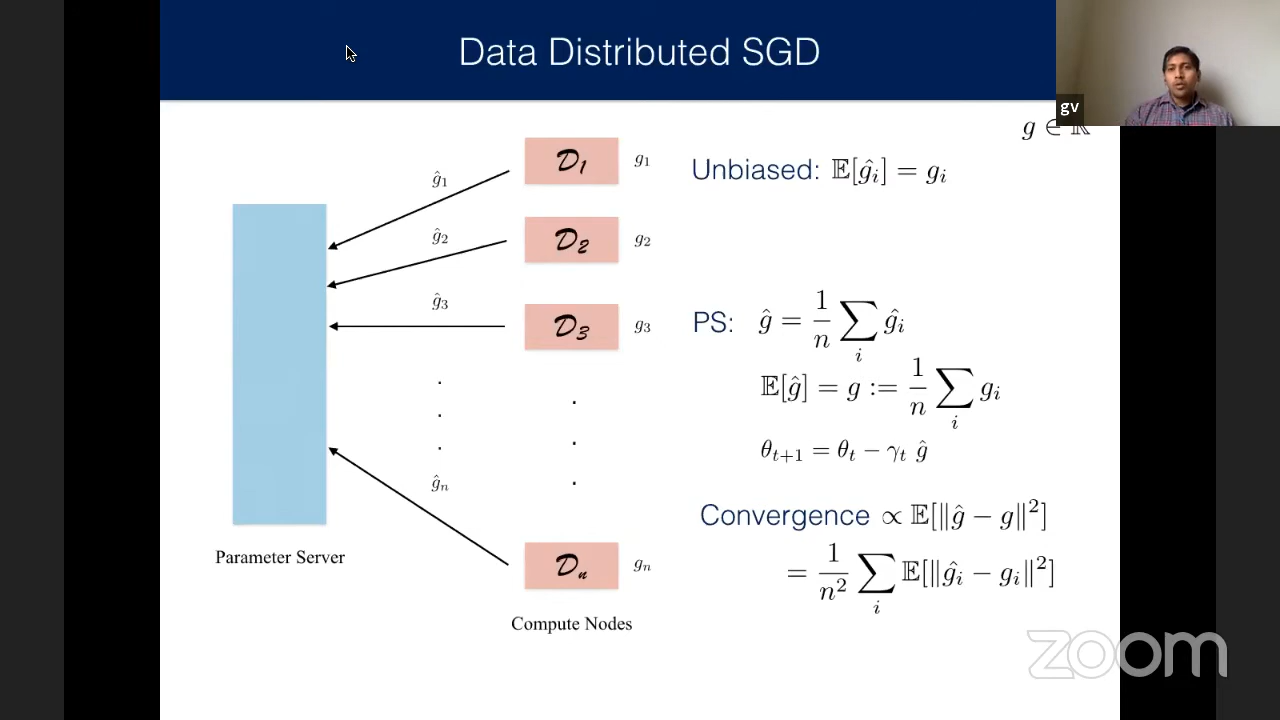 Data Distributed SGD
gv
g ∈ ℝ
𝒟₁ g₁
Unbiased: 𝔼[ĝᵢ] = gᵢ
ĝ₁
ĝ₂
𝒟₂ g₂
ĝ₃
𝒟₃ g₃
PS: ĝ = 1/n ∑ᵢ ĝᵢ
𝔼[ĝ] = g := 1/n ∑ᵢ gᵢ
θₜ₊₁ = θₜ − γₜ ĝ
ĝₙ
Convergence ∝ 𝔼[‖ĝ − g‖²]
= 1/n² ∑ᵢ 𝔼[‖ĝᵢ − gᵢ‖²]
𝒟ₙ gₙ
Parameter Server
Compute Nodes
zoom